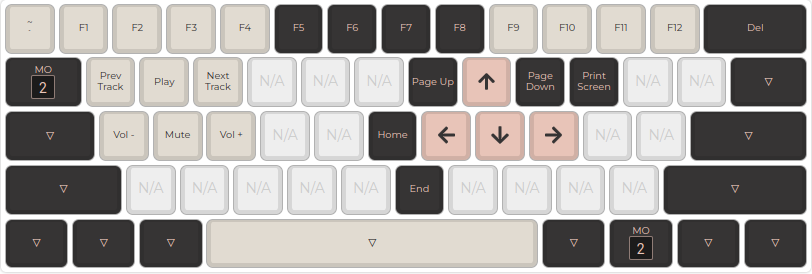 ~ ` F1 F2 F3 F4 F5 F6 F7 F8 F9 F10 F11 F12 Del
MO 2 Prev Track Play Next Track N/A N/A N/A Page Up ↑ Page Down Print Screen N/A N/A ▽
▽ Vol - Mute Vol + N/A N/A Home ← ↓ → N/A N/A ▽
▽ N/A N/A N/A N/A N/A End N/A N/A N/A N/A ▽
▽ ▽ ▽ ▽ ▽ MO 2 ▽ ▽